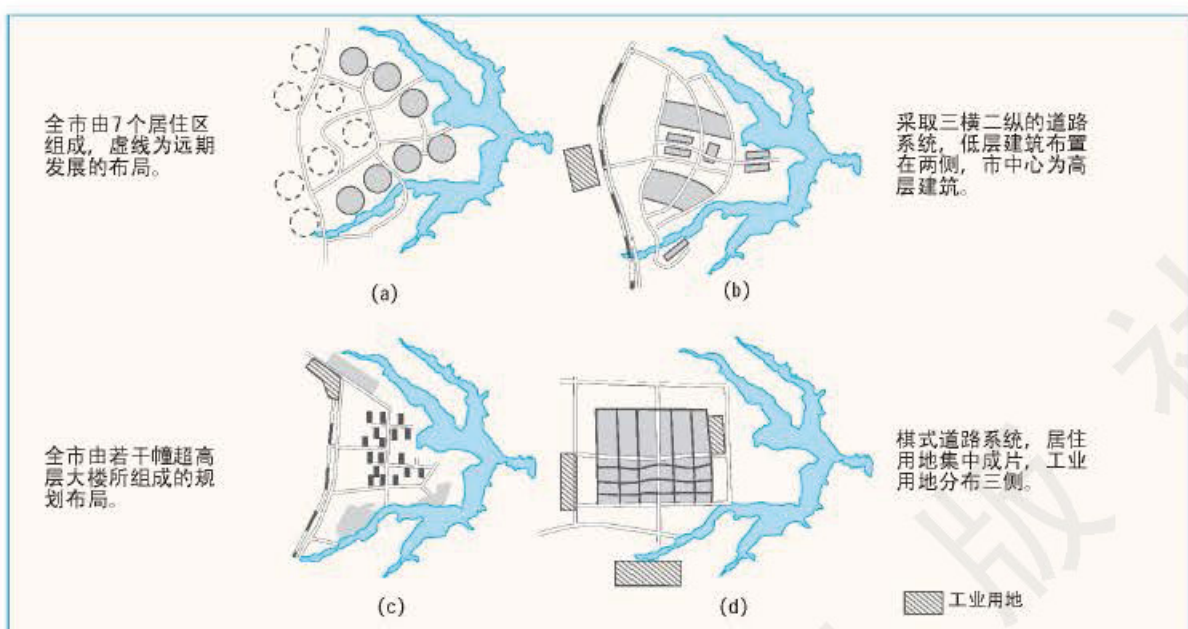 全市由7个居住区
组成，虚线为远期
发展的布局。
(a)
(b)
采取三横二纵的道路
系统，低层建筑布置
在两侧，市中心为高
层建筑。
全市由若干幢超高
层大楼所组成的规
划布局。
(c)
(d)
棋式道路系统，居住
用地集中成片，工业
用地分布三侧。
工业用地
版 社